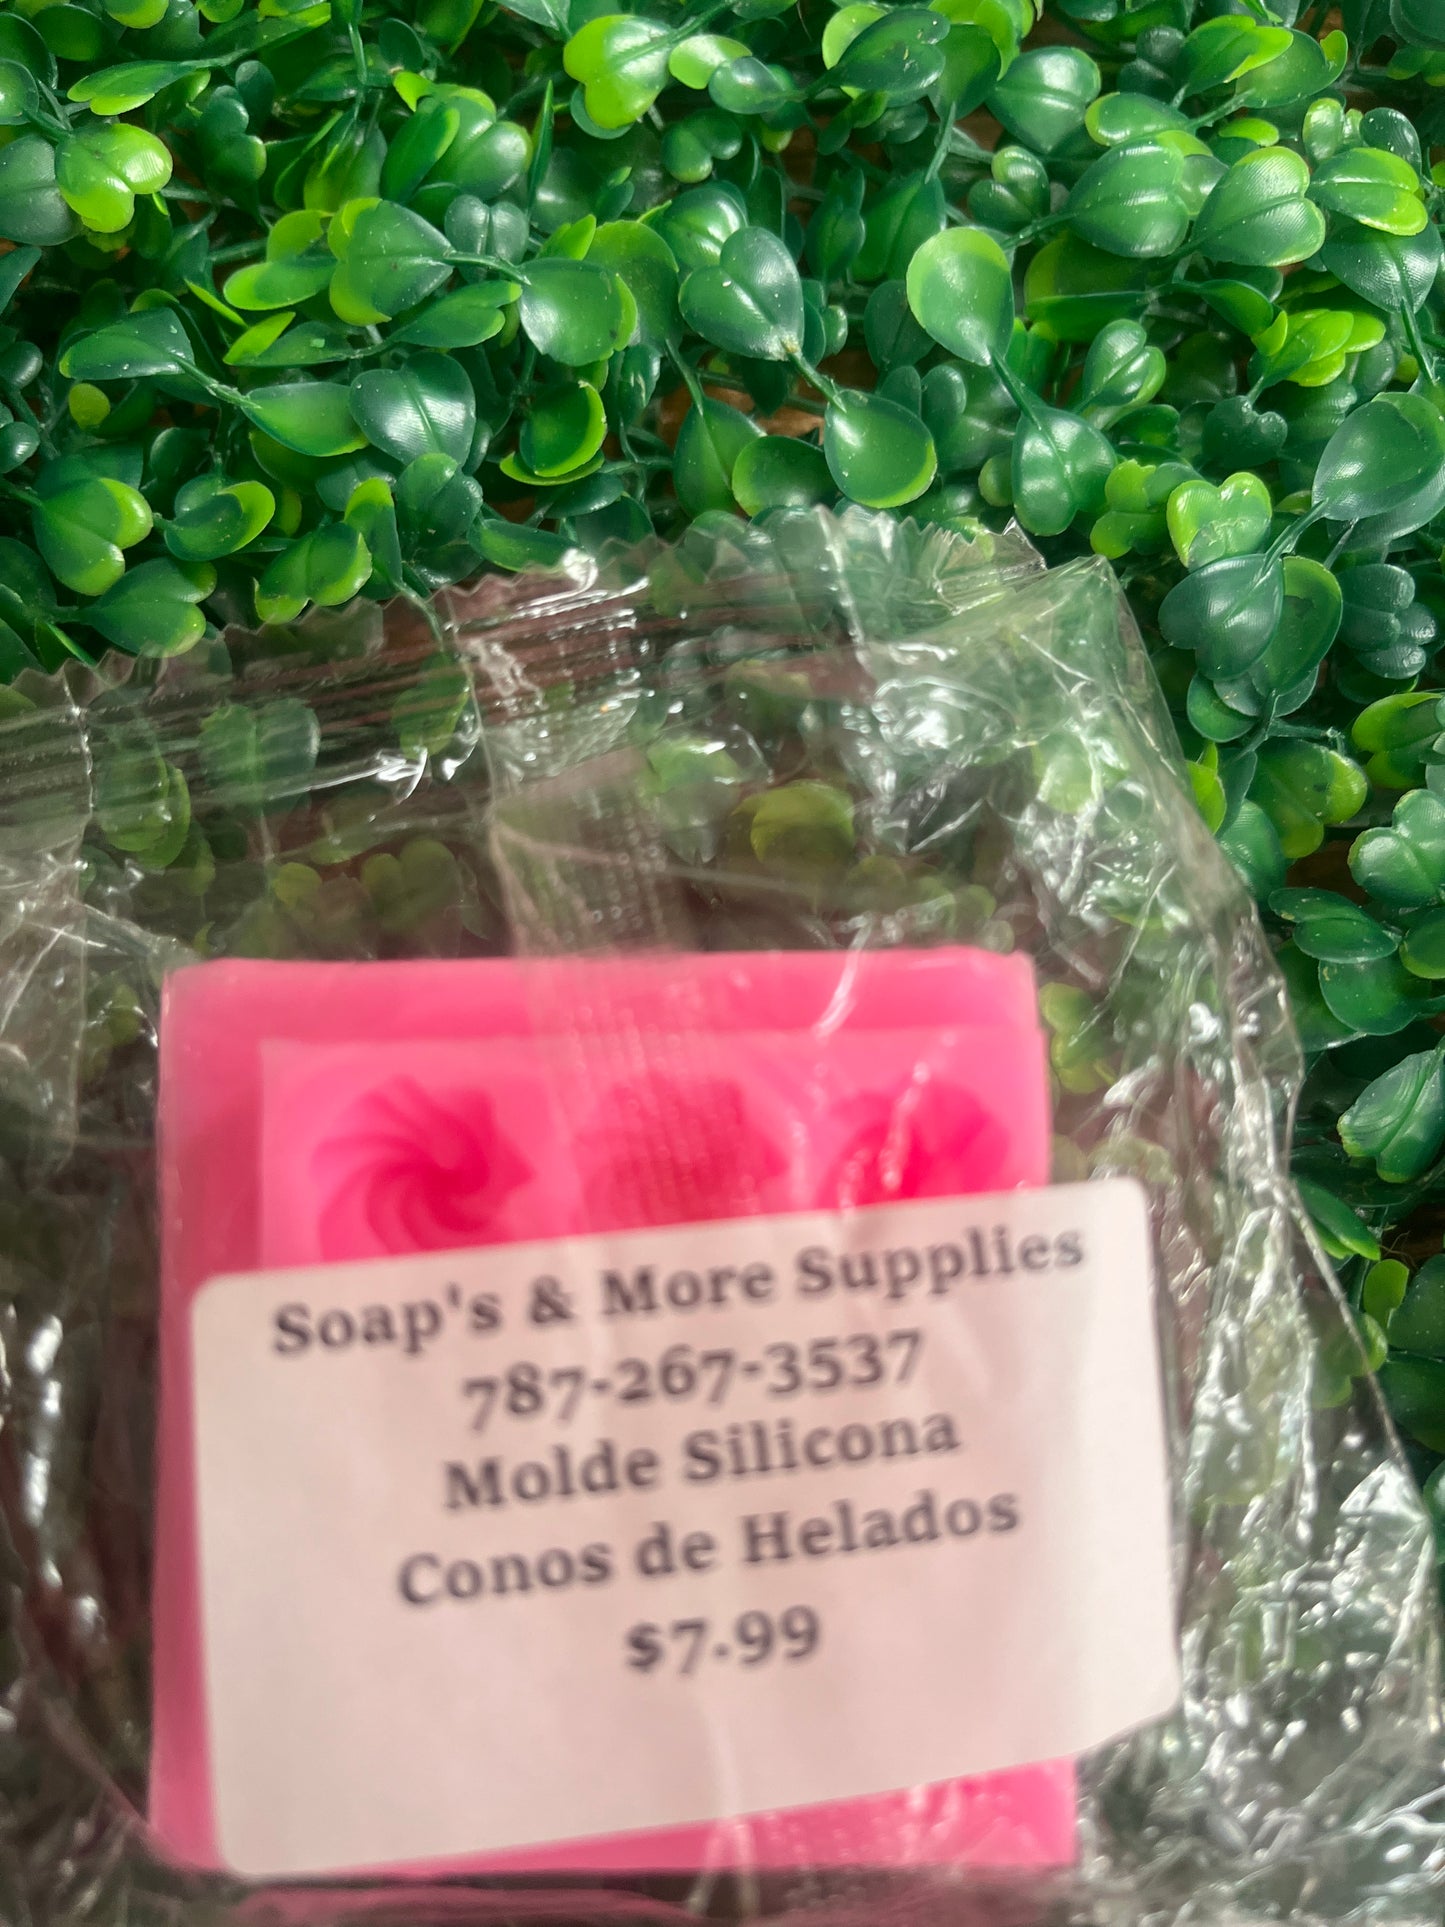 Soap's & More Supplies
787-267-3537
Molde Silicona
Conos de Helados
$7.99